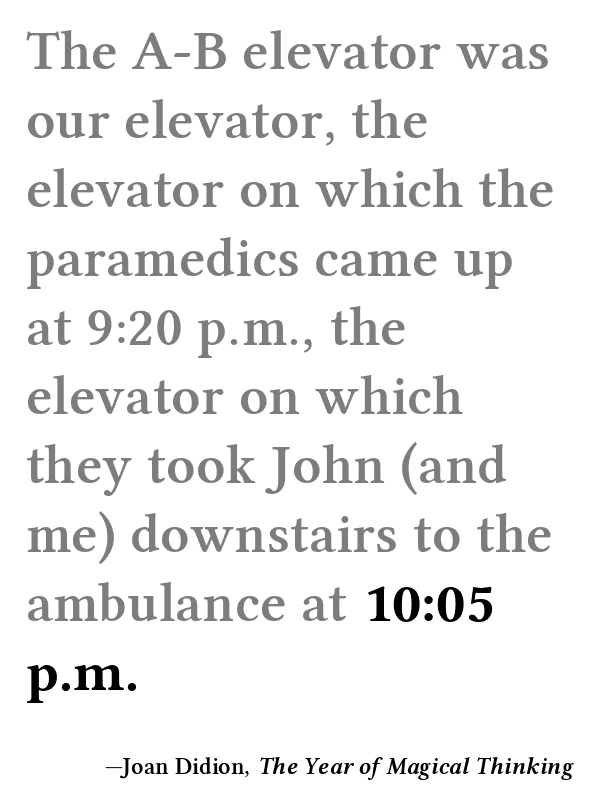 The A-B elevator was
our elevator, the
elevator on which the
paramedics came up
at 9:20 p.m., the
elevator on which
they took John (and
me) downstairs to the
ambulance at 10:05
p.m.
—Joan Didion, The Year of Magical Thinking